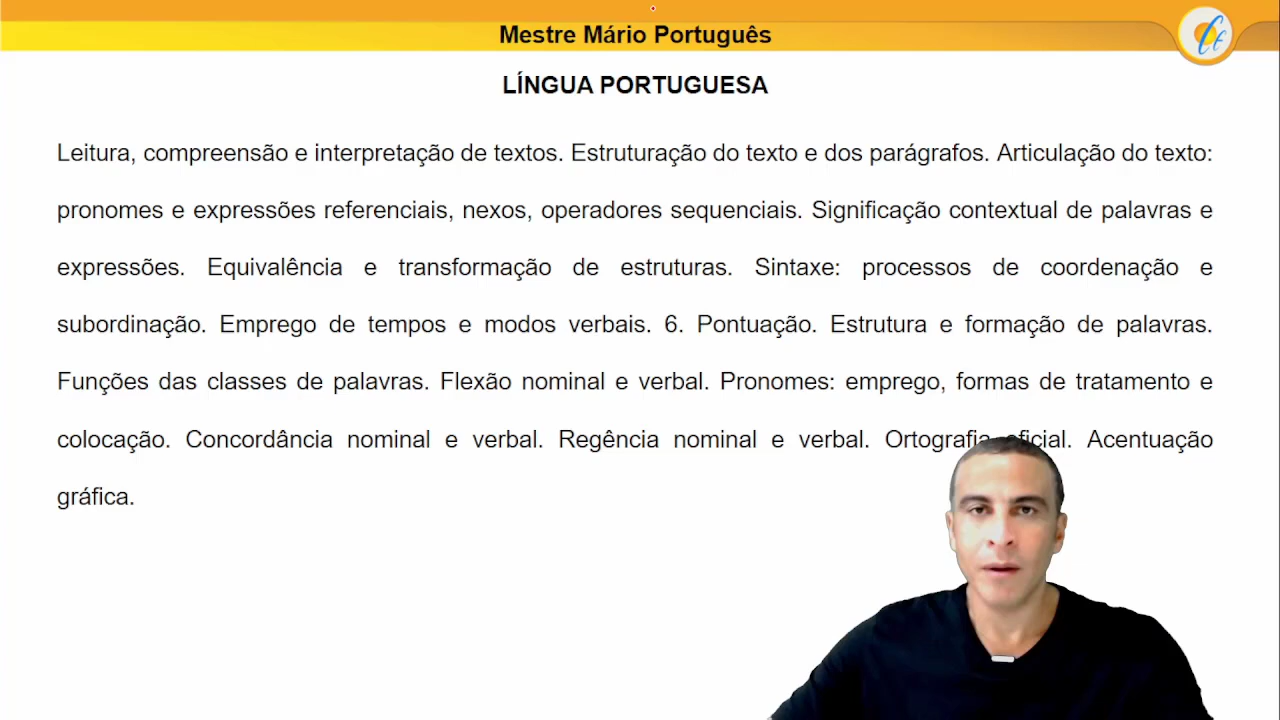 Mestre Mário Português
LÍNGUA PORTUGUESA
Leitura, compreensão e interpretação de textos. Estruturação do texto e dos parágrafos. Articulação do texto:
pronomes e expressões referenciais, nexos, operadores sequenciais. Significação contextual de palavras e
expressões. Equivalência e transformação de estruturas. Sintaxe: processos de coordenação e
subordinação. Emprego de tempos e modos verbais. 6. Pontuação. Estrutura e formação de palavras.
Funções das classes de palavras. Flexão nominal e verbal. Pronomes: emprego, formas de tratamento e
colocação. Concordância nominal e verbal. Regência nominal e verbal. Ortografia oficial. Acentuação
gráfica.